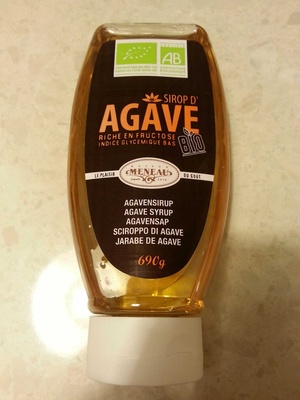 AB
SIROP D'
AGAVE
RICHE EN FRUCTOSE
INDICE GLYCEMIQUE BAS
BIO
MENEAU
LE PLAISIR
DU GOUT
AGAVENSIRUP
AGAVE SYRUP
AGAVENSAP
SCIROPPO DI AGAVE
JARABE DE AGAVE
690g